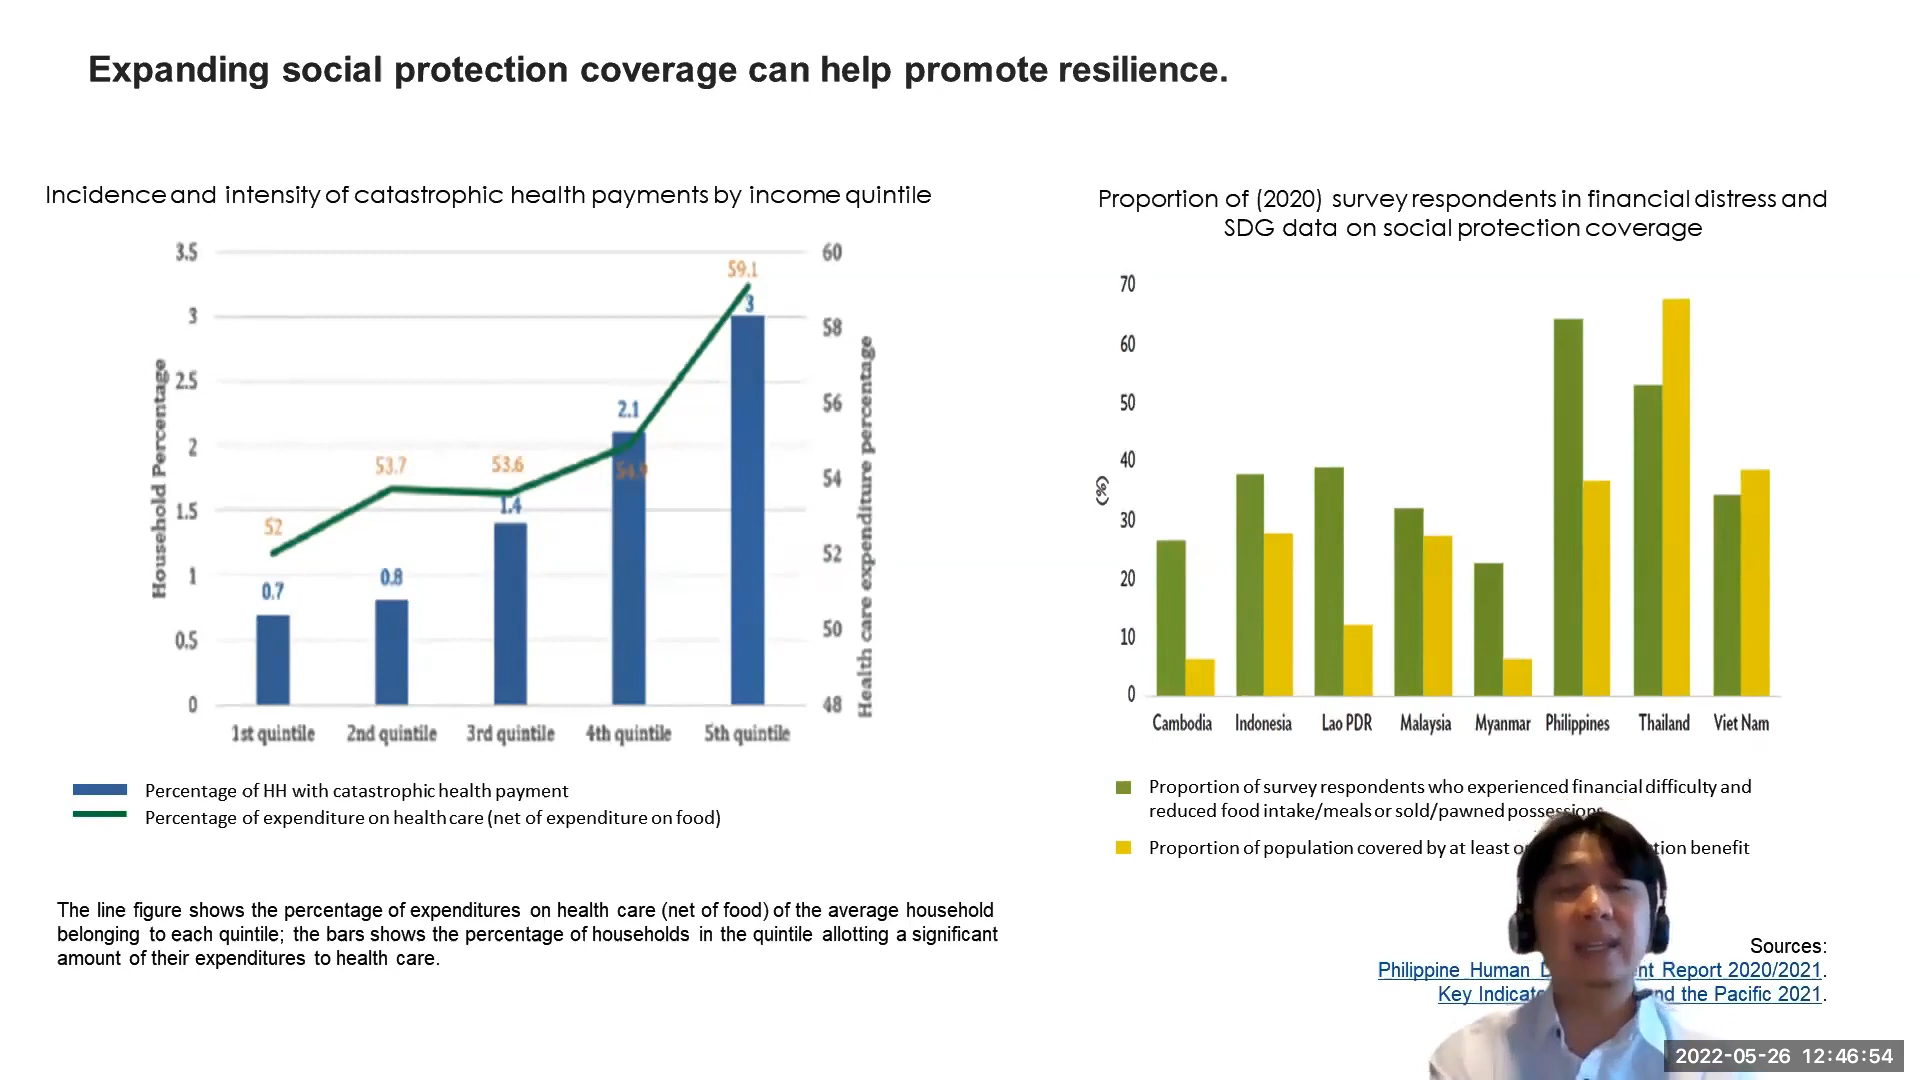 Expanding social protection coverage can help promote resilience.
Incidence and intensity of catastrophic health payments by income quintile
3.5
3
2.5
2
1.5
1
0.5
0
Household Percentage
60
58
56
54
52
50
48
Health care expenditure percentage
52
53.7
53.6
54.9
59.1
0.7
0.8
1.4
2.1
3
1st quintile
2nd quintile
3rd quintile
4th quintile
5th quintile
Percentage of HH with catastrophic health payment
Percentage of expenditure on health care (net of expenditure on food)
The line figure shows the percentage of expenditures on health care (net of food) of the average household
belonging to each quintile; the bars shows the percentage of households in the quintile allotting a significant
amount of their expenditures to health care.
Proportion of (2020) survey respondents in financial distress and
SDG data on social protection coverage
70
60
50
40
30
20
10
0
(%)
Cambodia
Indonesia
Lao PDR
Malaysia
Myanmar
Philippines
Thailand
Viet Nam
Proportion of survey respondents who experienced financial difficulty and
reduced food intake/meals or sold/pawned possessions
Proportion of population covered by at least benefit
Sources:
Philippine Human Report 2020/2021.
Key and the Pacific 2021.
2022-05-26 12:46:54